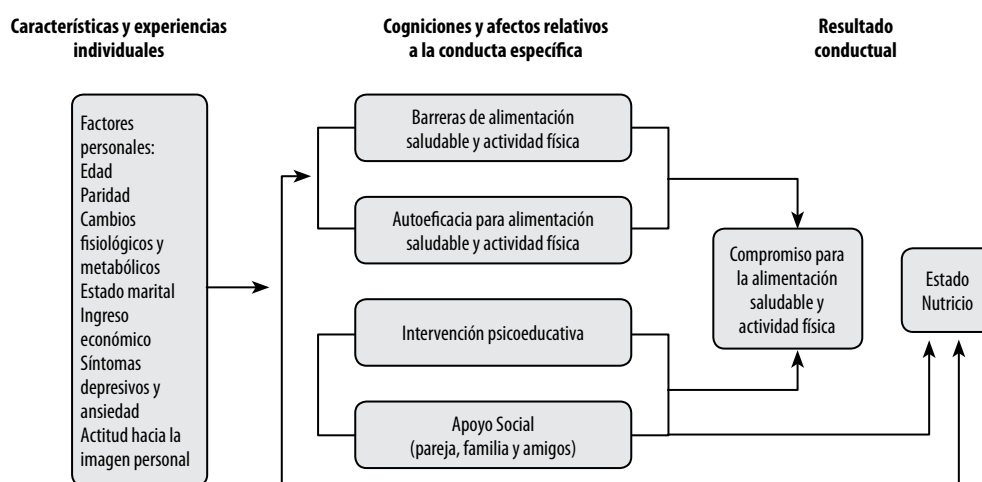 Características y experiencias
individuales
Cogniciones y afectos relativos
a la conducta específica
Resultado
conductual
Factores
personales:
Edad
Paridad
Cambios
fisiológicos y
metabólicos
Estado marital
Ingreso
económico
Síntomas
depresivos y
ansiedad
Actitud hacia la
imagen personal
Barreras de alimentación
saludable y actividad física
Autoeficacia para alimentación
saludable y actividad física
Intervención psicoeducativa
Apoyo Social
(pareja, familia y amigos)
Compromiso para
la alimentación
saludable y
actividad física
Estado
Nutricio